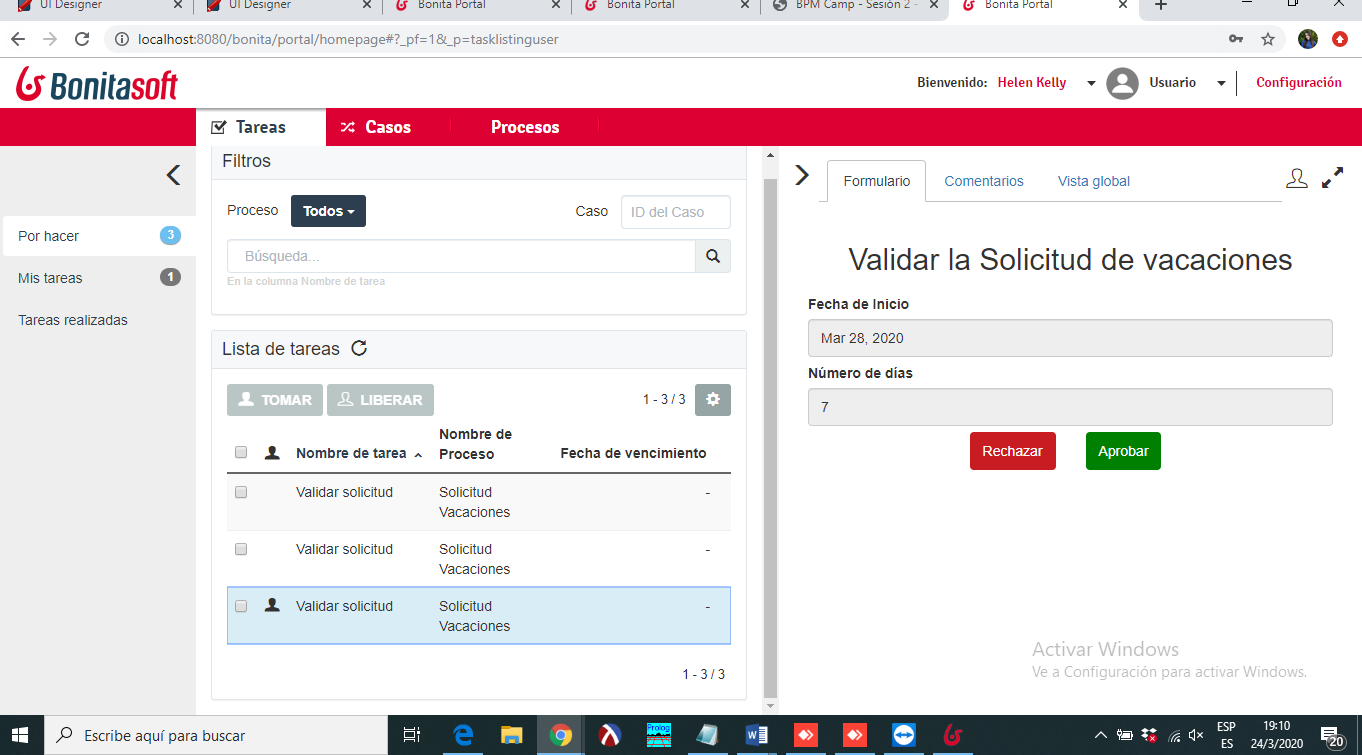 UI Designer
UI Designer
Bonita Portal
Bonita Portal
BPM Camp - Sesión 2 -
Bonita Portal
localhost:8080/bonita/portal/homepage#?_pf=1&_p=tasklistinguser
Bonitasoft
Bienvenido: Helen Kelly
Usuario
Configuración
Tareas
Casos
Procesos
Por hacer
3
Mis tareas
1
Tareas realizadas
Filtros
Proceso
Todos
Caso
ID del Caso
Búsqueda...
En la columna Nombre de tarea
Lista de tareas
TOMAR
LIBERAR
1 - 3 / 3
Nombre de tarea
Nombre de
Proceso
Fecha de vencimiento
Validar solicitud
Solicitud
Vacaciones
-
Validar solicitud
Solicitud
Vacaciones
-
Validar solicitud
Solicitud
Vacaciones
-
1 - 3 / 3
Formulario
Comentarios
Vista global
Validar la Solicitud de vacaciones
Fecha de Inicio
Mar 28, 2020
Número de días
7
Rechazar
Aprobar
Activar Windows
Ve a Configuración para activar Windows.
Escribe aquí para buscar
Prolog
ESP
ES
19:10
24/3/2020
20